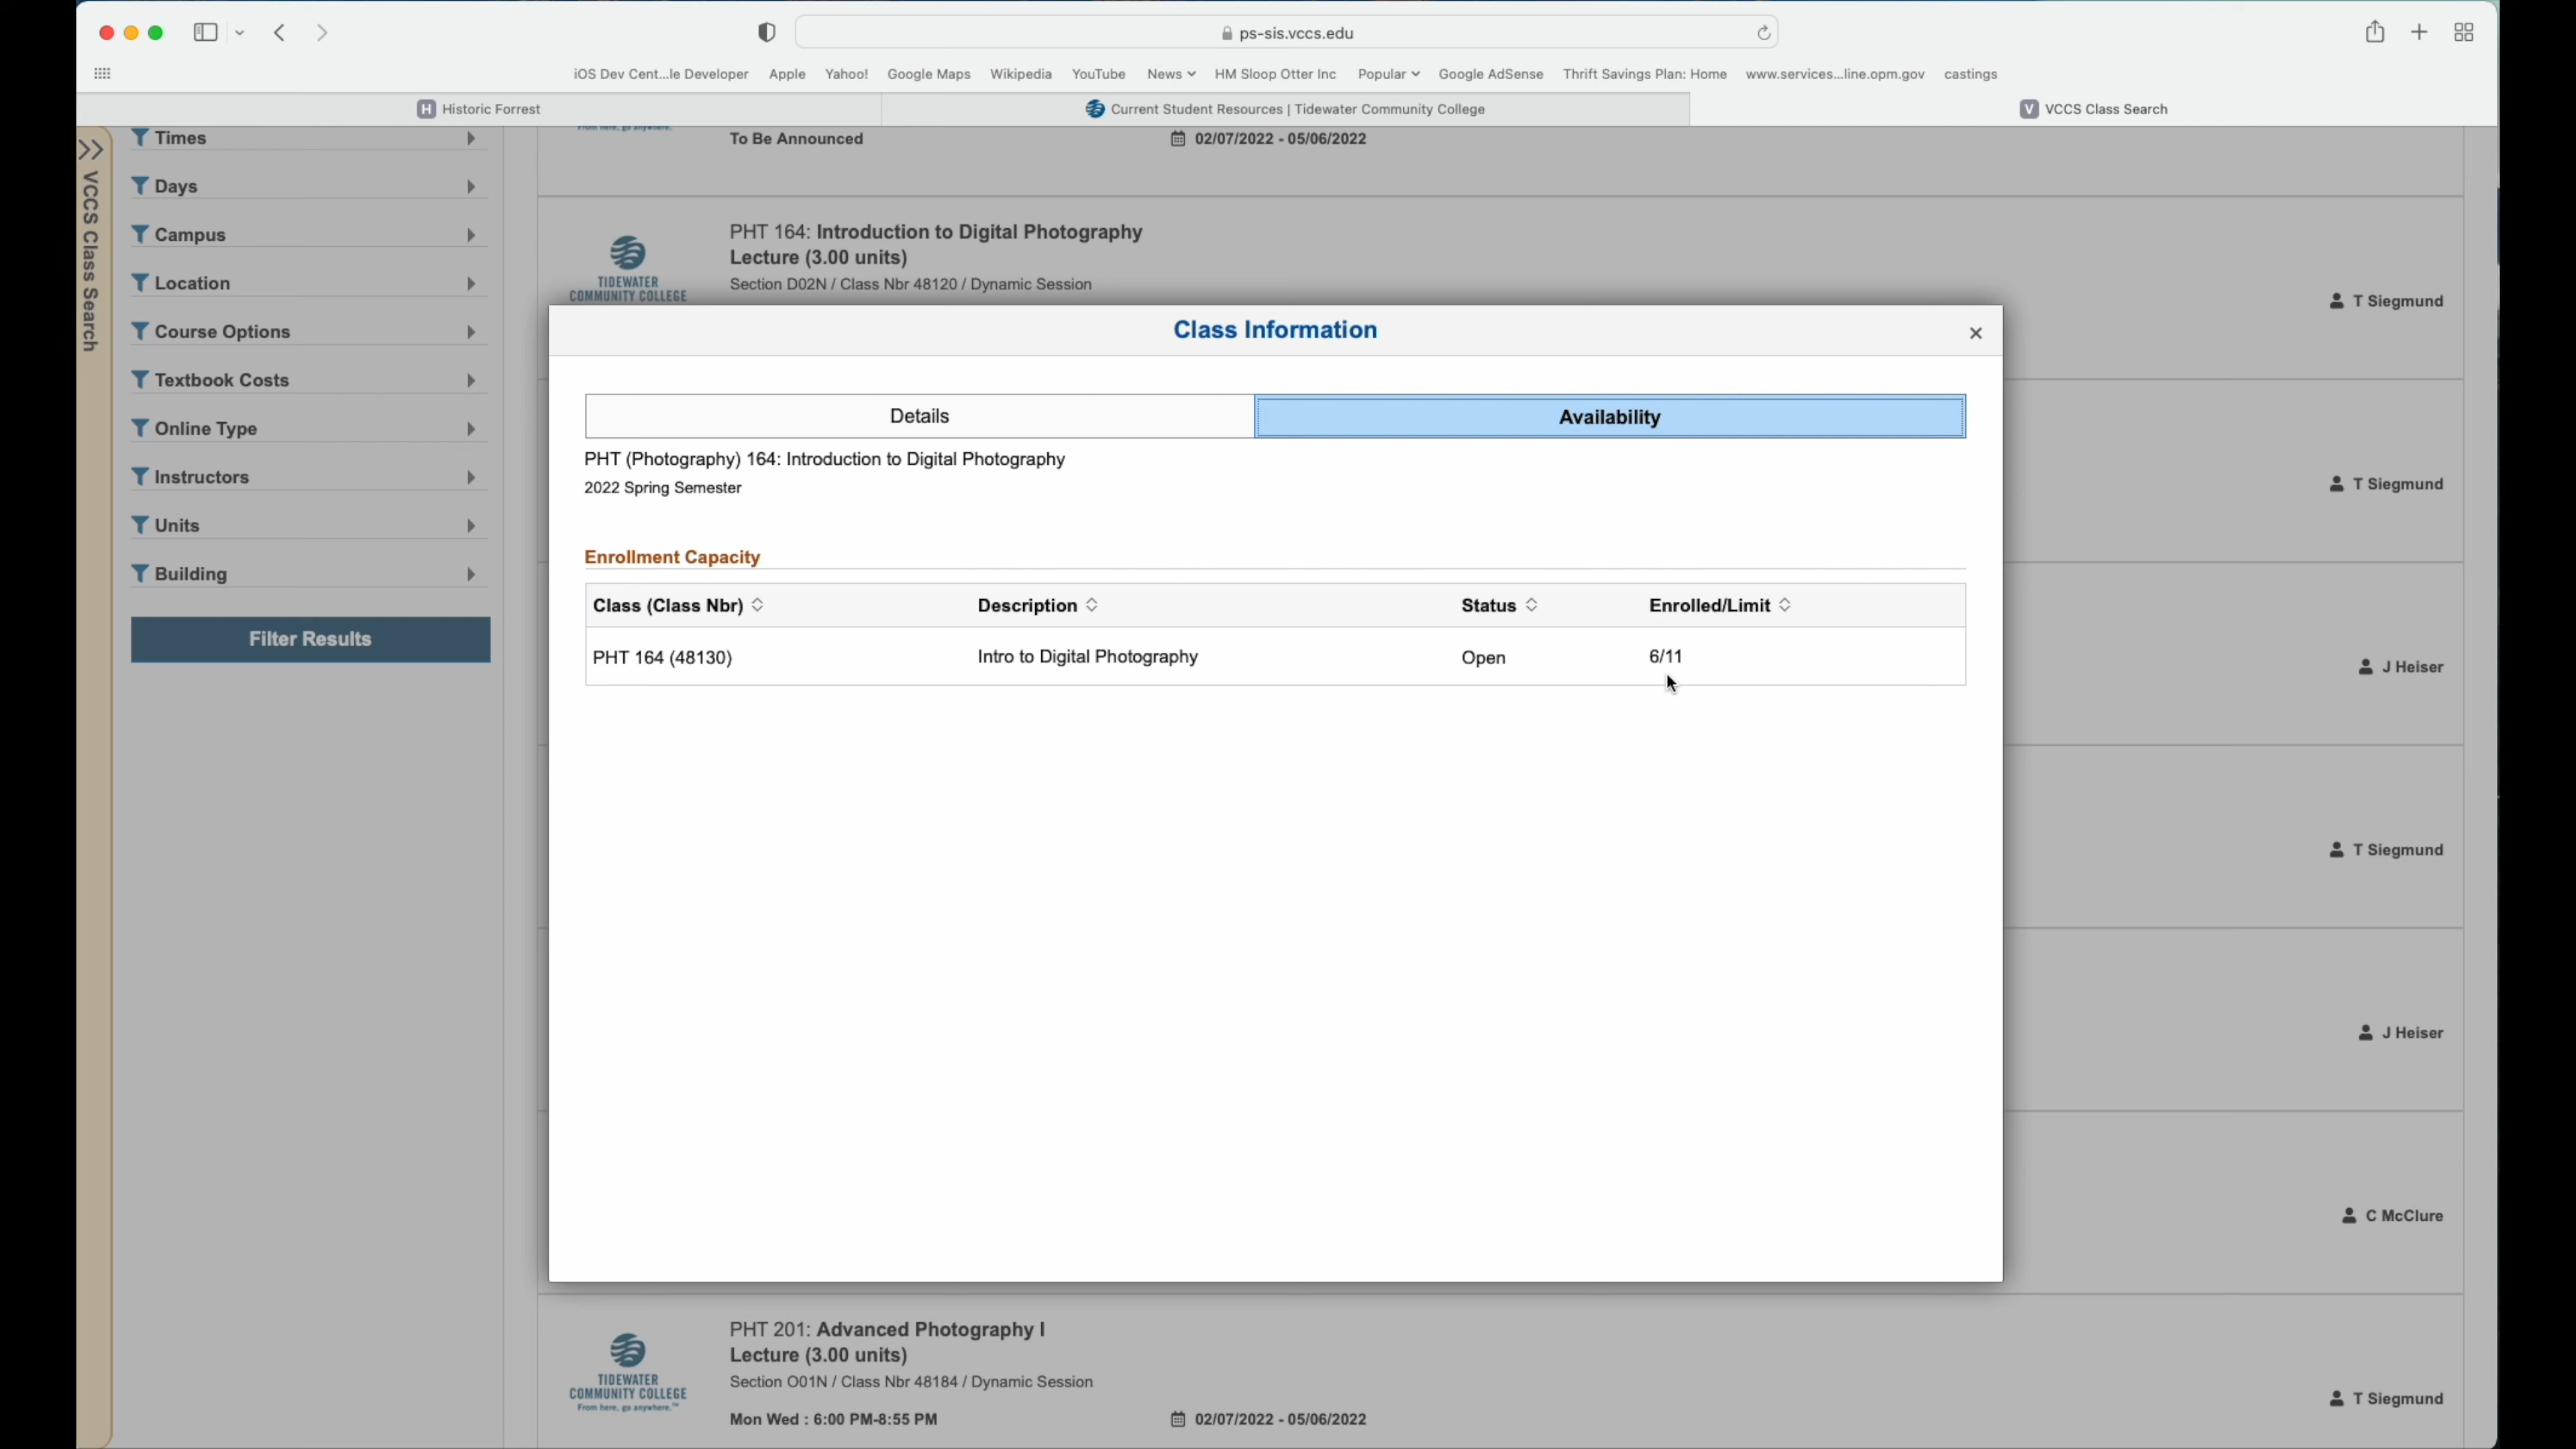 ps-sis.vccs.edu
iOS Dev Cent...le Developer Apple Yahoo! Google Maps Wikipedia YouTube News HM Sloop Otter Inc Popular Google AdSense Thrift Savings Plan: Home www.services...line.opm.gov castings
H Historic Forrest
Current Student Resources | Tidewater Community College
V VCCS Class Search
VCCS Class Search
Times
Days
Campus
Location
Course Options
Textbook Costs
Online Type
Instructors
Units
Building
Filter Results
From here, go anywhere.
To Be Announced
02/07/2022 - 05/06/2022
TIDEWATER
COMMUNITY COLLEGE
PHT 164: Introduction to Digital Photography
Lecture (3.00 units)
Section D02N / Class Nbr 48120 / Dynamic Session
T Siegmund
Class Information
×
Details
Availability
PHT (Photography) 164: Introduction to Digital Photography
2022 Spring Semester
Enrollment Capacity
Class (Class Nbr) Description Status Enrolled/Limit
PHT 164 (48130) Intro to Digital Photography Open 6/11
T Siegmund
J Heiser
T Siegmund
J Heiser
C McClure
TIDEWATER
COMMUNITY COLLEGE
From here, go anywhere.™
PHT 201: Advanced Photography I
Lecture (3.00 units)
Section O01N / Class Nbr 48184 / Dynamic Session
Mon Wed : 6:00 PM-8:55 PM
02/07/2022 - 05/06/2022
T Siegmund